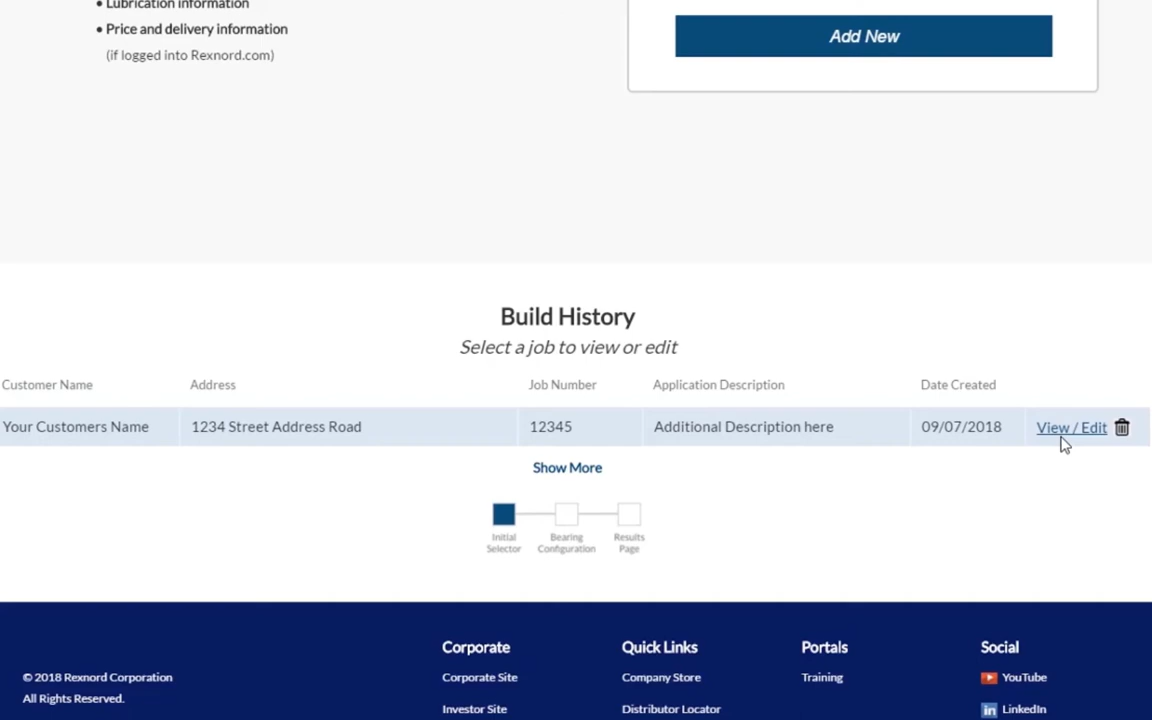 • Lubrication information
• Price and delivery information
(if logged into Rexnord.com)
Add New
Build History
Select a job to view or edit
Customer Name Address Job Number Application Description Date Created
Your Customers Name 1234 Street Address Road 12345 Additional Description here 09/07/2018 View / Edit
Show More
Initial Selector
Bearing Configuration
Results Page
Corporate Quick Links Portals Social
© 2018 Rexnord Corporation Corporate Site Company Store Training YouTube
All Rights Reserved. Investor Site Distributor Locator LinkedIn